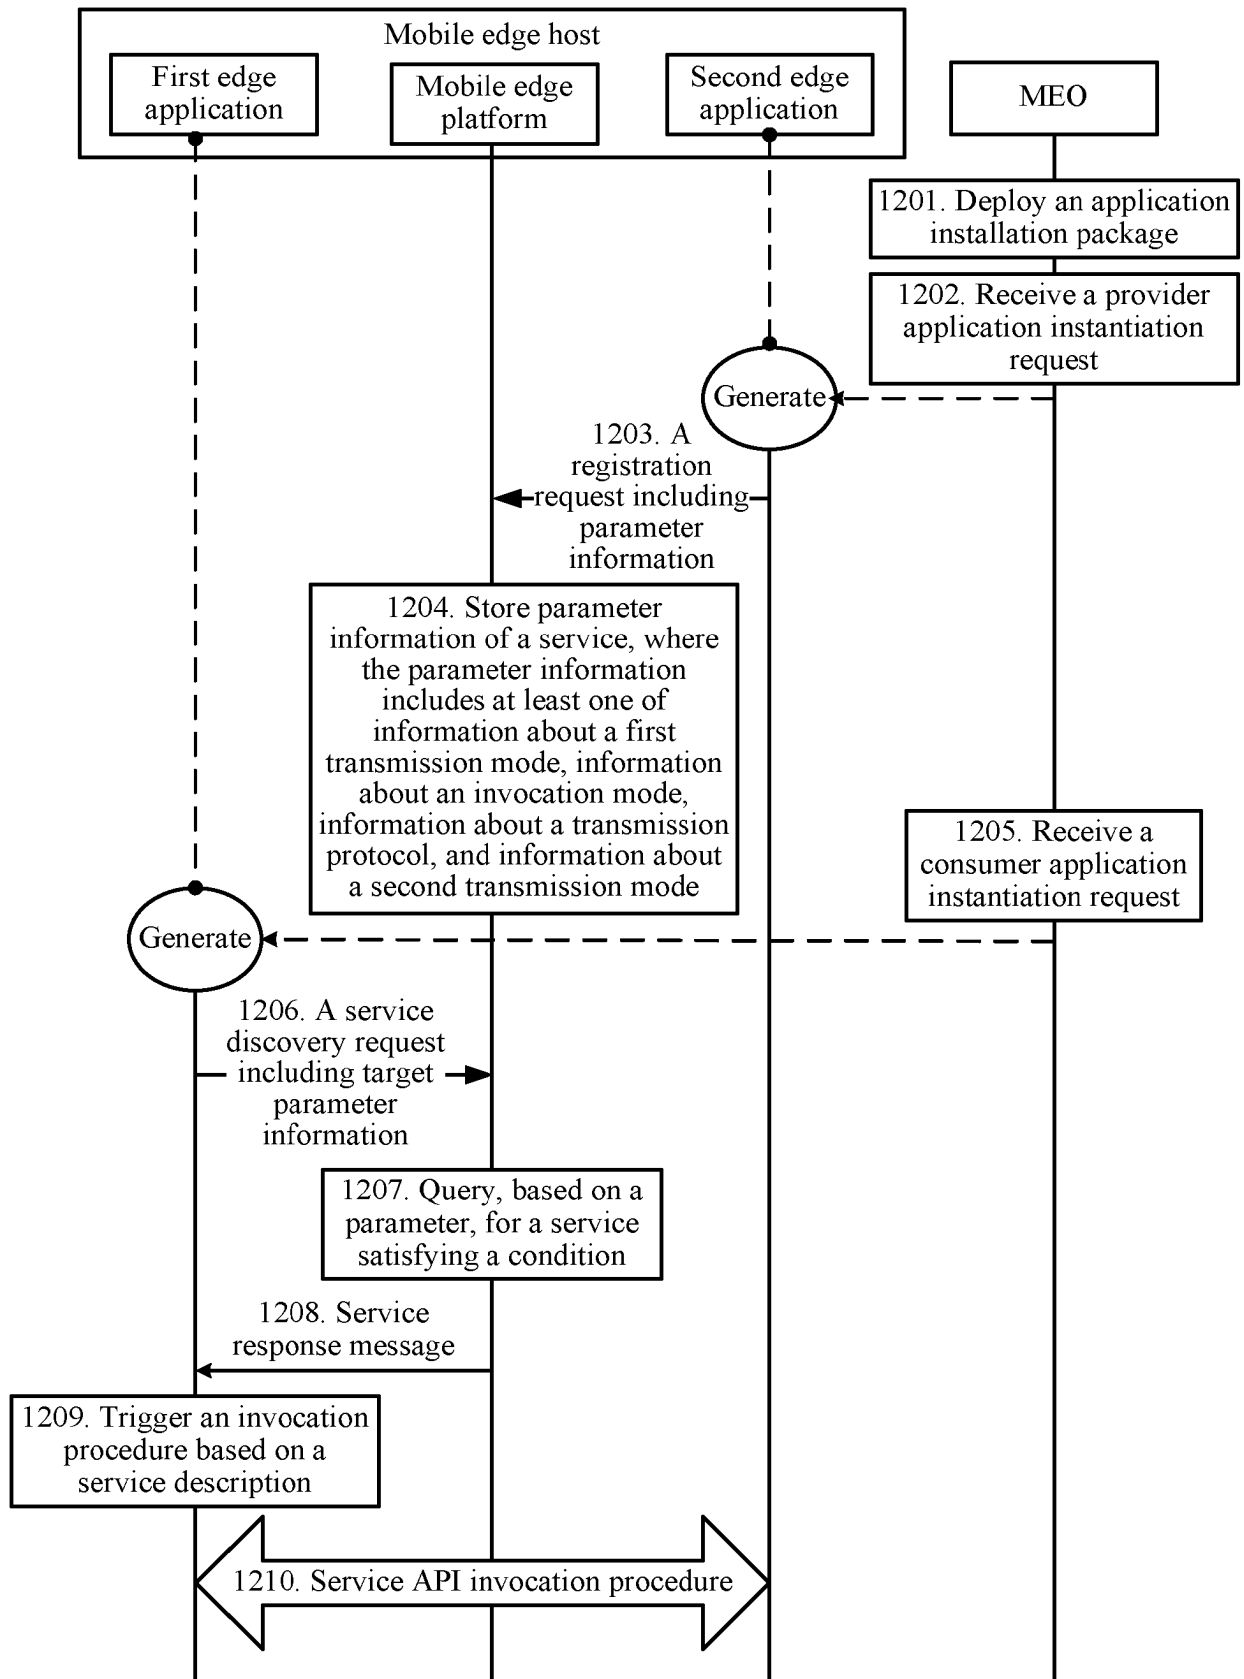 Mobile edge host
First edge
application
Mobile edge
platform
Second edge
application
MEO
1201. Deploy an application
installation package
1202. Receive a provider
application instantiation
request
Generate
1203. A
registration
request including
parameter
information
1204. Store parameter
information of a service, where
the parameter information
includes at least one of
information about a first
transmission mode, information
about an invocation mode,
information about a transmission
protocol, and information about
a second transmission mode
1205. Receive a
consumer application
instantiation request
Generate
1206. A service
discovery request
including target
parameter
information
1207. Query, based on a
parameter, for a service
satisfying a condition
1208. Service
response message
1209. Trigger an invocation
procedure based on a
service description
1210. Service API invocation procedure